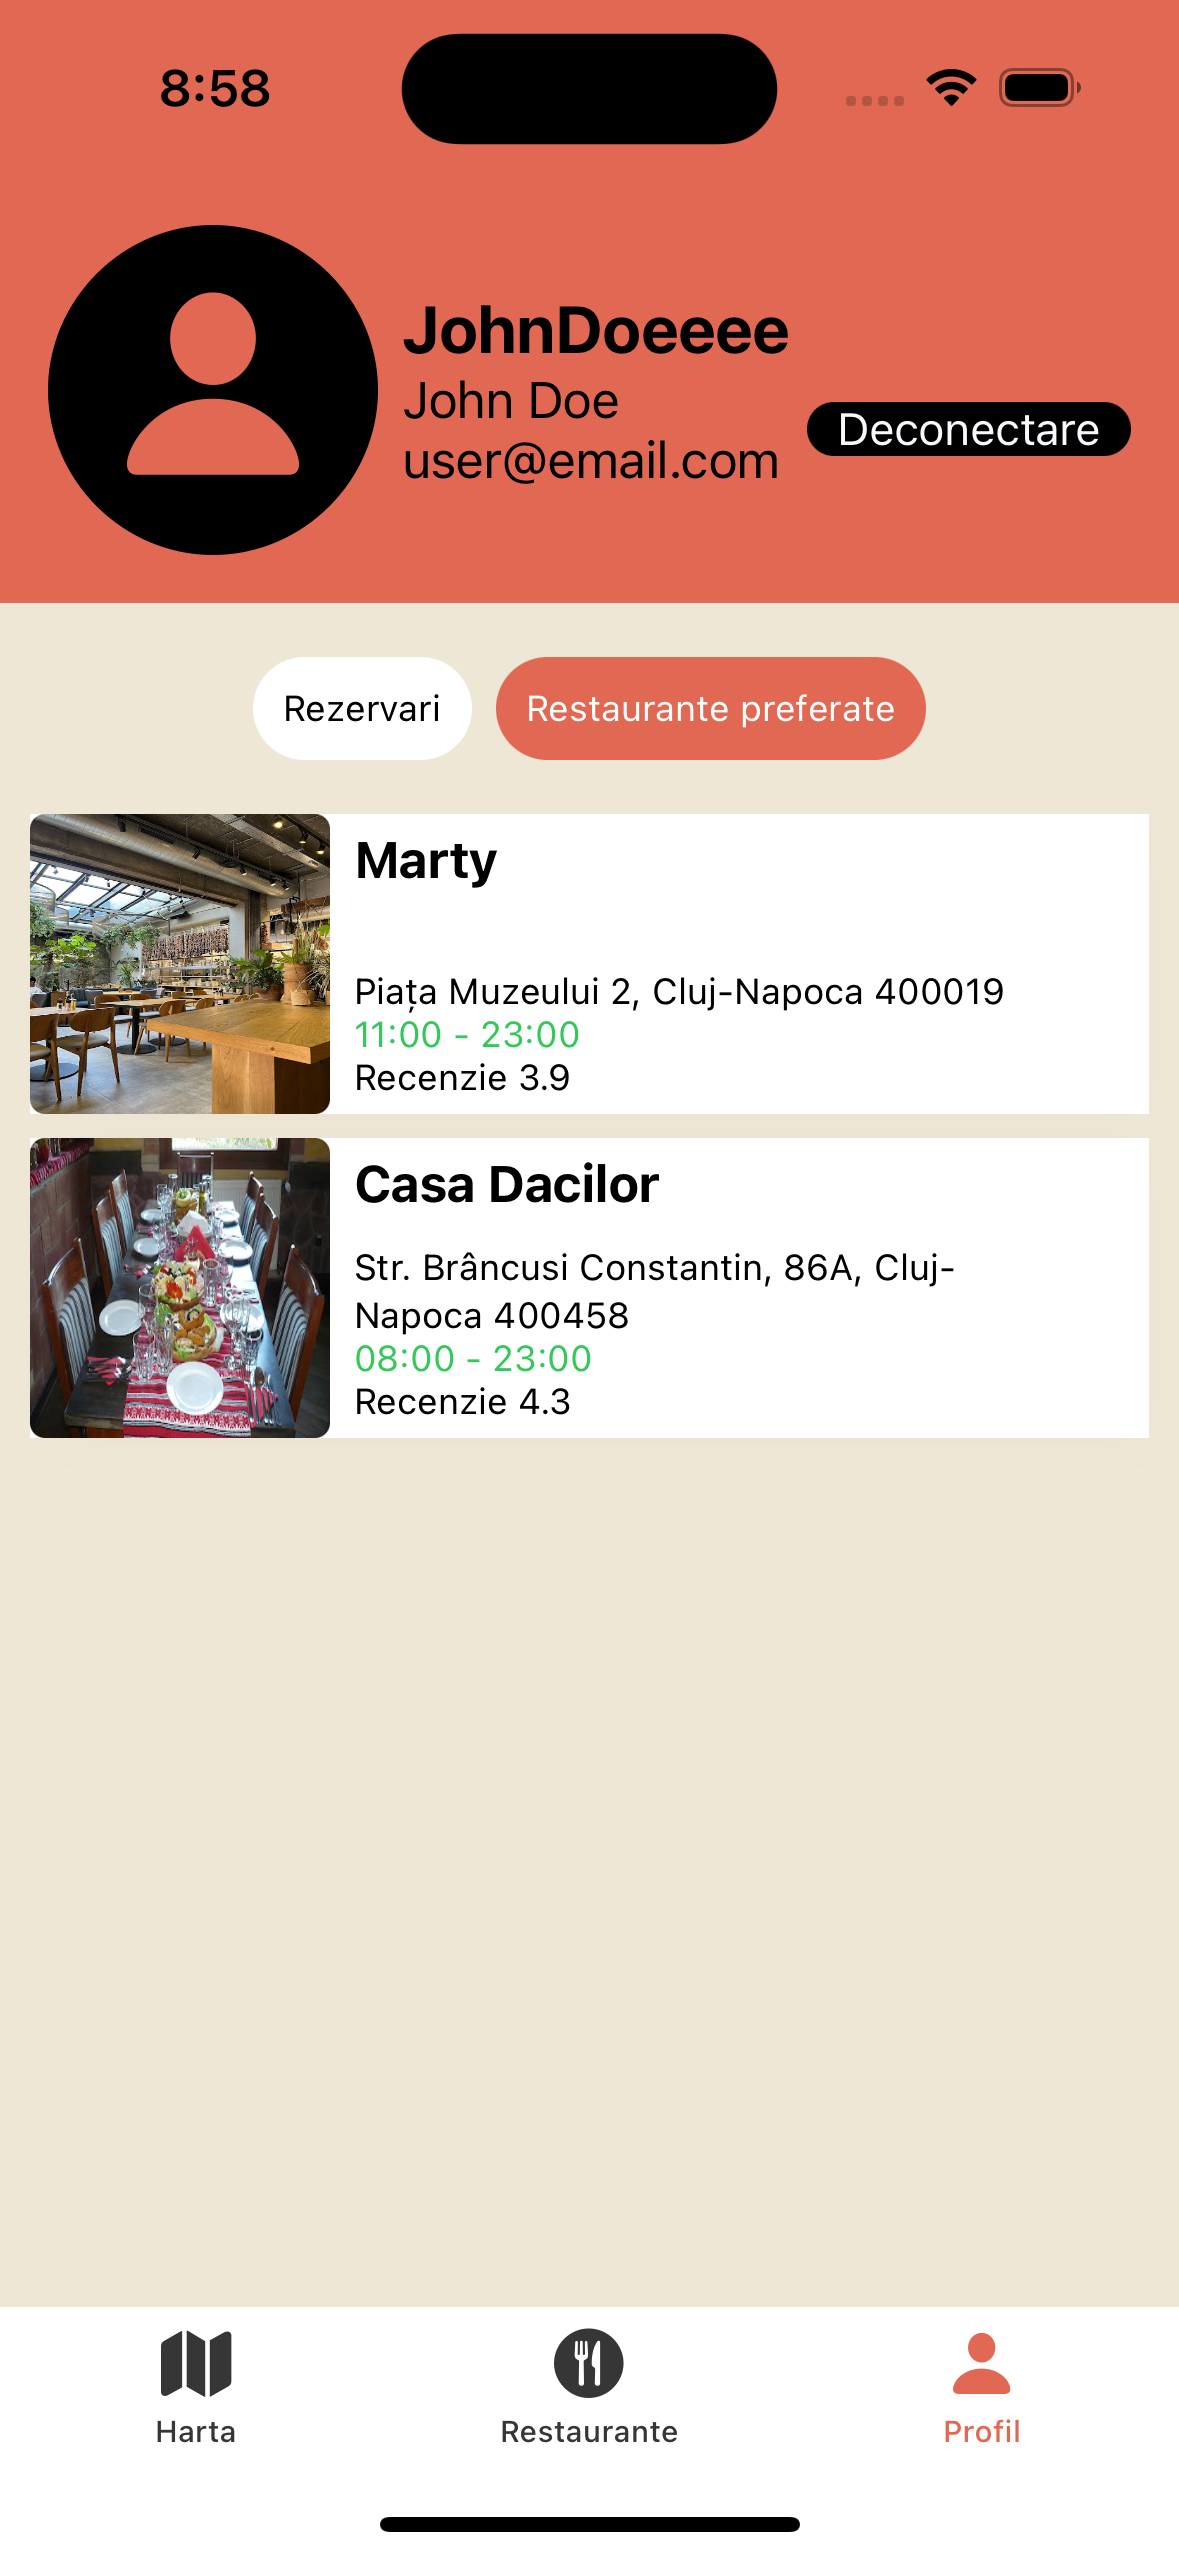 8:58
JohnDoeeee
John Doe
user@email.com
Deconectare
Rezervari
Restaurante preferate
Marty
Piața Muzeului 2, Cluj-Napoca 400019
11:00 - 23:00
Recenzie 3.9
Casa Dacilor
Str. Brâncusi Constantin, 86A, Cluj-
Napoca 400458
08:00 - 23:00
Recenzie 4.3
Harta
Restaurante
Profil